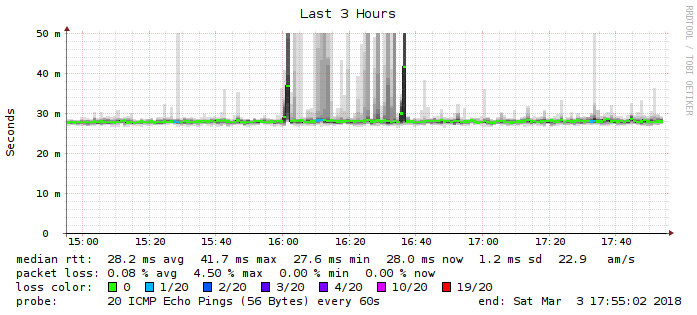 Last 3 Hours
RRDTOOL / TOBI OETIKER
Seconds
50 m
40 m
30 m
20 m
10 m
0
15:00 15:20 15:40 16:00 16:20 16:40 17:00 17:20 17:40
median rtt: 28.2 ms avg 41.7 ms max 27.6 ms min 28.0 ms now 1.2 ms sd 22.9 am/s
packet loss: 0.08 % avg 4.50 % max 0.00 % min 0.00 % now
loss color: 0 1/20 2/20 3/20 4/20 10/20 19/20
probe: 20 ICMP Echo Pings (56 Bytes) every 60s end: Sat Mar 3 17:55:02 2018